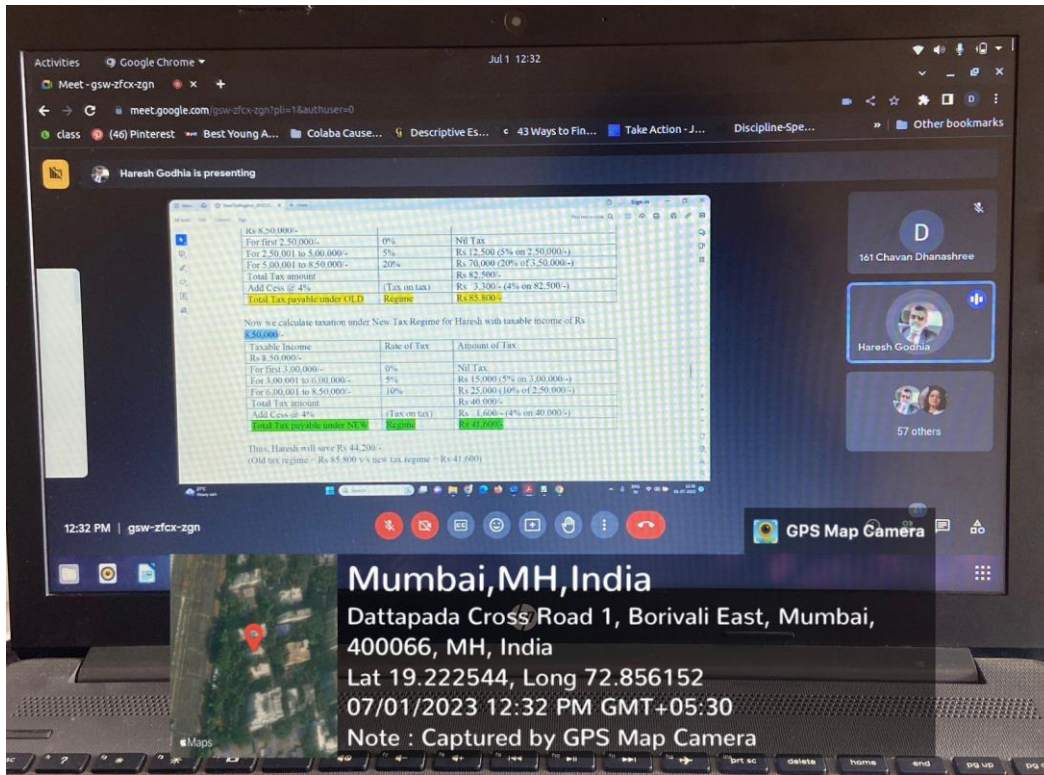 Activities Google Chrome Jul 1 12:32
Meet - gsw-zfcx-zgn
meet.google.com/gsw-zfcx-zgn?pli=1&authuser=0
class (46) Pinterest Best Young A... Colaba Cause... Descriptive Es... 43 Ways to Fin... Take Action - J... Discipline-Spe... » Other bookmarks
Haresh Godhia is presenting
Sign in
Rs 8,50,000/-
For first 2,50,000/- 0% Nil Tax
For 2,50,001 to 5,00,000/- 5% Rs 12,500 (5% on 2,50,000/-)
For 5,00,001 to 8,50,000/- 20% Rs 70,000 (20% of 3,50,000/-)
Total Tax amount Rs 82,500/-
Add Cess @ 4% (Tax on tax) Rs 3,300/- (4% on 82,500/-)
Total Tax payable under OLD Regime Rs 85,800/-
Now we calculate taxation under New Tax Regime for Haresh with taxable income of Rs
8,50,000/-
Taxable Income Rate of Tax Amount of Tax
Rs 8,50,000/-
For first 3,00,000/- 0% Nil Tax
For 3,00,001 to 6,00,000/- 5% Rs 15,000 (5% on 3,00,000/-)
For 6,00,001 to 8,50,000/- 10% Rs 25,000 (10% of 2,50,000/-)
Total Tax amount Rs 40,000/-
Add Cess @ 4% (Tax on tax) Rs 1,600/- (4% on 40,000/-)
Total Tax payable under NEW Regime Rs 41,600/-
Thus, Haresh will save Rs 44,200/-
(Old tax regime = Rs 85,800 v/s new tax regime = Rs 41,600)
D
161 Chavan Dhanashree
Haresh Godhia
57 others
12:32 PM | gsw-zfcx-zgn
GPS Map Camera
Mumbai,MH,India
Dattapada Cross Road 1, Borivali East, Mumbai,
400066, MH, India
Lat 19.222544, Long 72.856152
07/01/2023 12:32 PM GMT+05:30
Note : Captured by GPS Map Camera
Maps
prt sc delete home end pg up